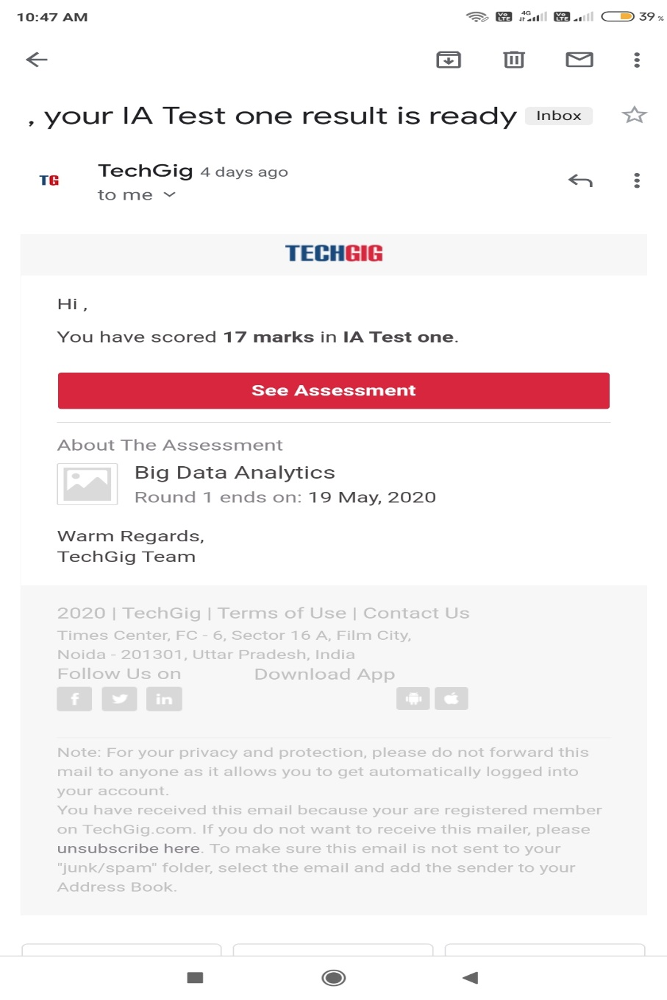 10:47 AM
Vo LTE 4G Vo LTE 39 %
, your IA Test one result is ready Inbox
TG
TechGig 4 days ago
to me
TECHGIG
Hi ,
You have scored 17 marks in IA Test one.
See Assessment
About The Assessment
Big Data Analytics
Round 1 ends on: 19 May, 2020
Warm Regards,
TechGig Team
2020 | TechGig | Terms of Use | Contact Us
Times Center, FC - 6, Sector 16 A, Film City,
Noida - 201301, Uttar Pradesh, India
Follow Us on Download App
f in
Note: For your privacy and protection, please do not forward this
mail to anyone as it allows you to get automatically logged into
your account.
You have received this email because your are registered member
on TechGig.com. If you do not want to receive this mailer, please
unsubscribe here. To make sure this email is not sent to your
"junk/spam" folder, select the email and add the sender to your
Address Book.